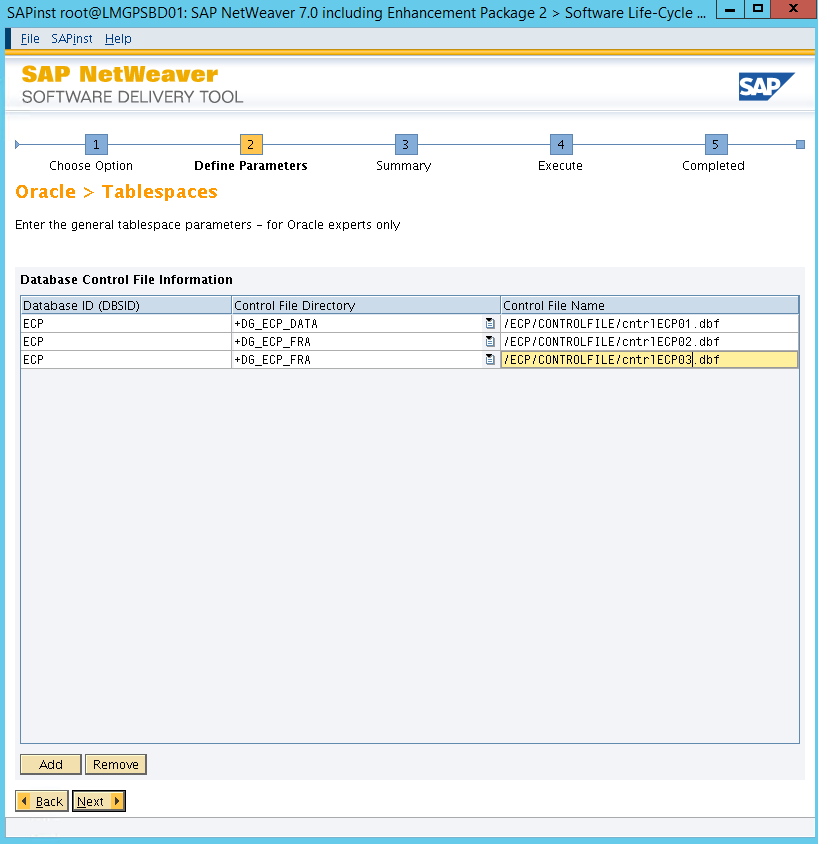 SAPinst root@LMGPSBD01: SAP NetWeaver 7.0 including Enhancement Package 2 > Software Life-Cycle ...
File SAPinst Help
SAP NetWeaver
SOFTWARE DELIVERY TOOL
SAP
1 2 3 4 5
Choose Option Define Parameters Summary Execute Completed
Oracle > Tablespaces
Enter the general tablespace parameters - for Oracle experts only
Database Control File Information
Database ID (DBSID) Control File Directory Control File Name
ECP +DG_ECP_DATA /ECP/CONTROLFILE/cntrlECP01.dbf
ECP +DG_ECP_FRA /ECP/CONTROLFILE/cntrlECP02.dbf
ECP +DG_ECP_FRA /ECP/CONTROLFILE/cntrlECP03.dbf
Add Remove
Back Next